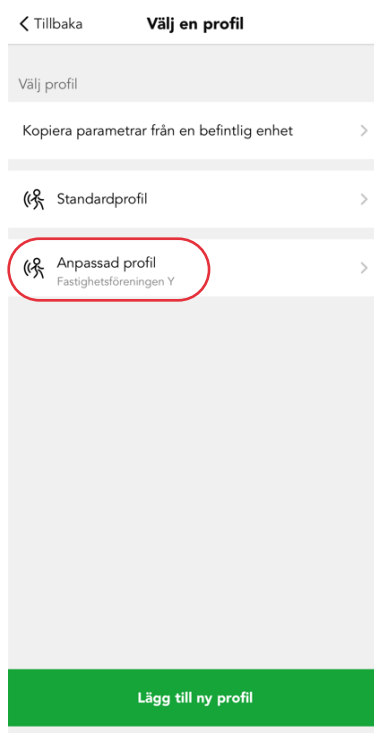 Tillbaka
Välj en profil
Välj profil
Kopiera parametrar från en befintlig enhet
Standardprofil
Anpassad profil
Fastighetsföreningen Y
Lägg till ny profil